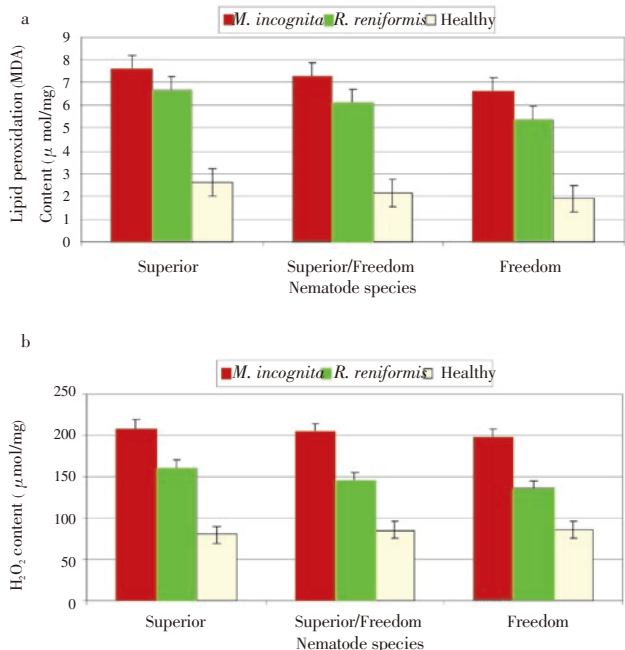 a
M. incognita R. reniformis Healthy
Lipid peroxidation (MDA)
Content (μ mol/mg)
9
8
7
6
5
4
3
2
1
0
Superior Superior/Freedom Freedom
Nematode species
b
M. incognita R. reniformis Healthy
H₂O₂ content ( μmol/mg)
250
200
150
100
50
0
Superior Superior/Freedom Freedom
Nematode species